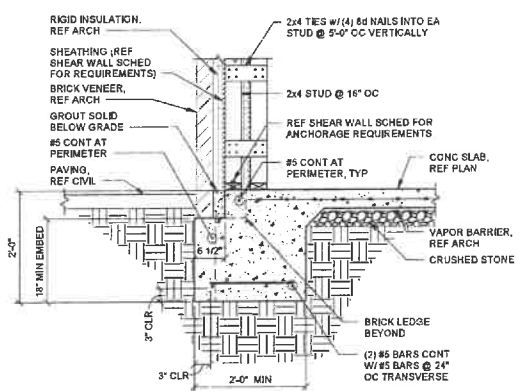 RIGID INSULATION,
REF ARCH
SHEATHING (REF
SHEAR WALL SCHED
FOR REQUIREMENTS)
BRICK VENEER,
REF ARCH
GROUT SOLID
BELOW GRADE
#5 CONT AT
PERIMETER
PAVING,
REF CIVIL
2x4 TIES w/ (4) 8d NAILS INTO EA
STUD @ 5'-0" OC VERTICALLY
2x4 STUD @ 16" OC
REF SHEAR WALL SCHED FOR
ANCHORAGE REQUIREMENTS
#5 CONT AT
PERIMETER, TYP
CONC SLAB,
REF PLAN
VAPOR BARRIER,
REF ARCH
CRUSHED STONE
BRICK LEDGE
BEYOND
(2) #5 BARS CONT
W/ #5 BARS @ 24"
OC TRANSVERSE
2'-0"
18" MIN EMBED
6 1/2"
3" CLR
3" CLR
2'-0" MIN